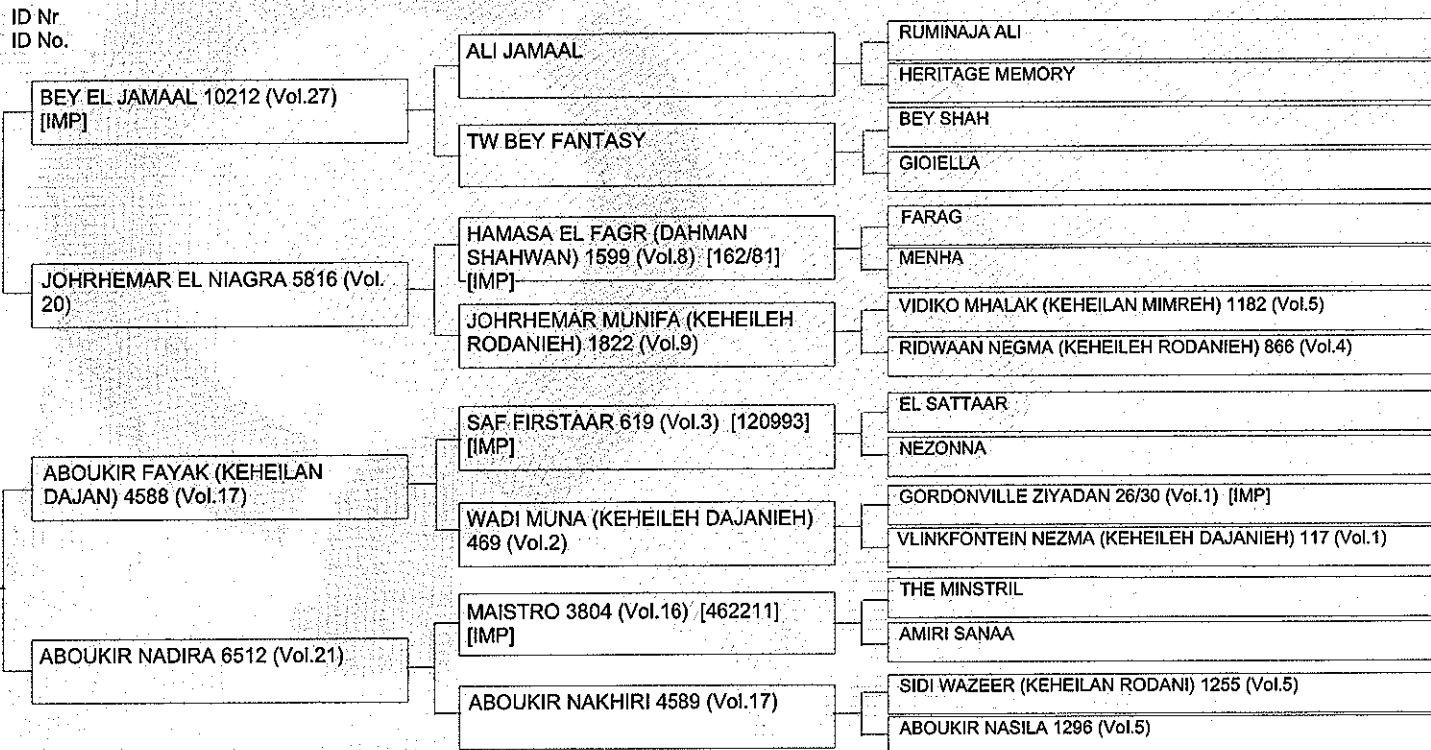 ID Nr
ID No.
BEY EL JAMAAL 10212 (Vol.27)
[IMP]
JOHRHEMAR EL NIAGRA 5816 (Vol.
20)
ABOUKIR FAYAK (KEHEILAN
DAJAN) 4588 (Vol.17)
ABOUKIR NADIRA 6512 (Vol.21)
ALI JAMAAL
TW BEY FANTASY
HAMASA EL FAGR (DAHMAN
SHAHWAN) 1599 (Vol.8) [162/81]
[IMP]
JOHRHEMAR MUNIFA (KEHEILEH
RODANIEH) 1822 (Vol.9)
SAF FIRSTAAR 619 (Vol.3) [120993]
[IMP]
WADI MUNA (KEHEILEH DAJANIEH)
469 (Vol.2)
MAISTRO 3804 (Vol.16) [462211]
[IMP]
ABOUKIR NAKHIRI 4589 (Vol.17)
RUMINAJA ALI
HERITAGE MEMORY
BEY SHAH
GIOIELLA
FARAG
MENHA
VIDIKO MHALAK (KEHEILAN MIMREH) 1182 (Vol.5)
RIDWAAN NEGMA (KEHEILEH RODANIEH) 866 (Vol.4)
EL SATTAAR
NEZONNA
GORDONVILLE ZIYADAN 26/30 (Vol.1) [IMP]
VLINKFONTEIN NEZMA (KEHEILEH DAJANIEH) 117 (Vol.1)
THE MINSTRIL
AMIRI SANAA
SIDI WAZEER (KEHEILAN RODANI) 1255 (Vol.5)
ABOUKIR NASILA 1296 (Vol.5)